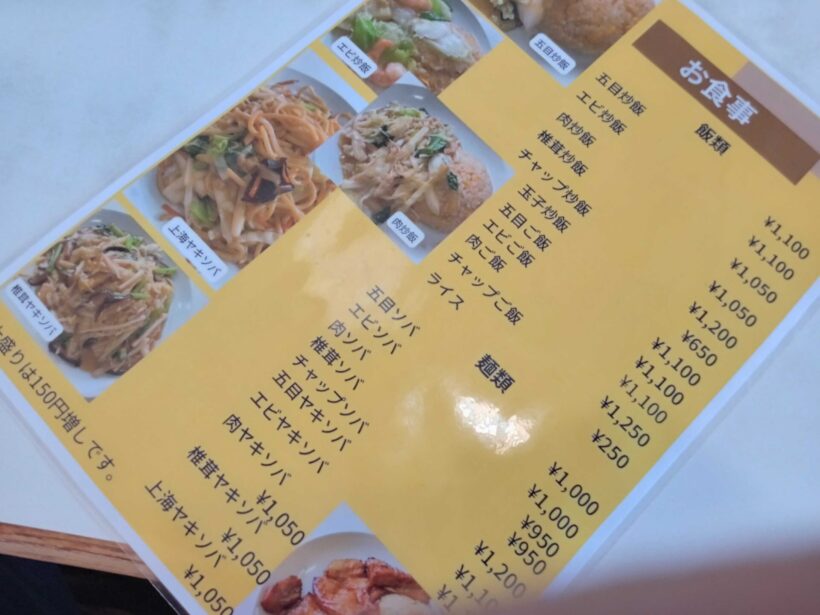 お食事
飯類
五目炒飯 ¥1,100
エビ炒飯 ¥1,100
肉炒飯 ¥1,050
椎茸炒飯 ¥1,050
チャップ炒飯 ¥1,200
玉子炒飯 ¥650
五目ご飯 ¥1,100
エビご飯 ¥1,100
肉ご飯 ¥1,100
チャップご飯 ¥1,250
ライス ¥250
麺類
五目ソバ ¥1,000
エビソバ ¥1,000
肉ソバ ¥950
椎茸ソバ ¥950
チャップソバ ¥1,200
五目ヤキソバ
エビヤキソバ
肉ヤキソバ ¥1,050
椎茸ヤキソバ ¥1,050
上海ヤキソバ ¥1,050
盛りは150円増しです。
エビ炒飯
五目炒飯
上海ヤキソバ
肉炒飯
椎茸ヤキソバ